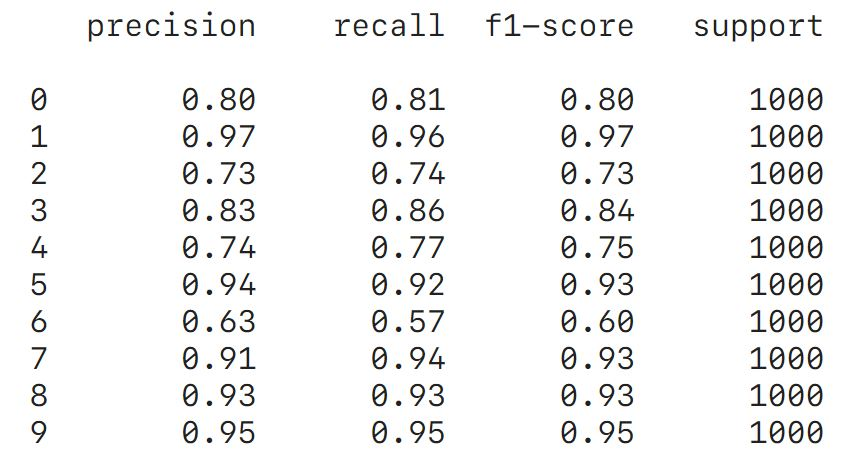 precision recall f1-score support
0 0.80 0.81 0.80 1000
1 0.97 0.96 0.97 1000
2 0.73 0.74 0.73 1000
3 0.83 0.86 0.84 1000
4 0.74 0.77 0.75 1000
5 0.94 0.92 0.93 1000
6 0.63 0.57 0.60 1000
7 0.91 0.94 0.93 1000
8 0.93 0.93 0.93 1000
9 0.95 0.95 0.95 1000